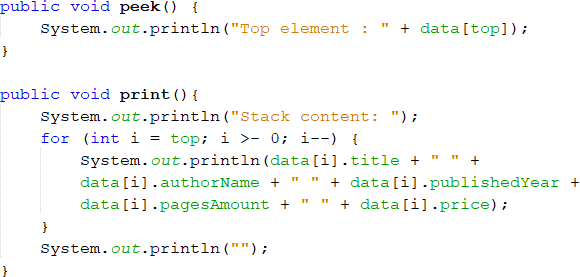 public void peek() {
System.out.println("Top element : " + data[top]);
}
public void print(){
System.out.println("Stack content: ");
for (int i = top; i >- 0; i--) {
System.out.println(data[i].title + " " +
data[i].authorName + " " + data[i].publishedYear +
data[i].pagesAmount + " " + data[i].price);
}
System.out.println("");
}